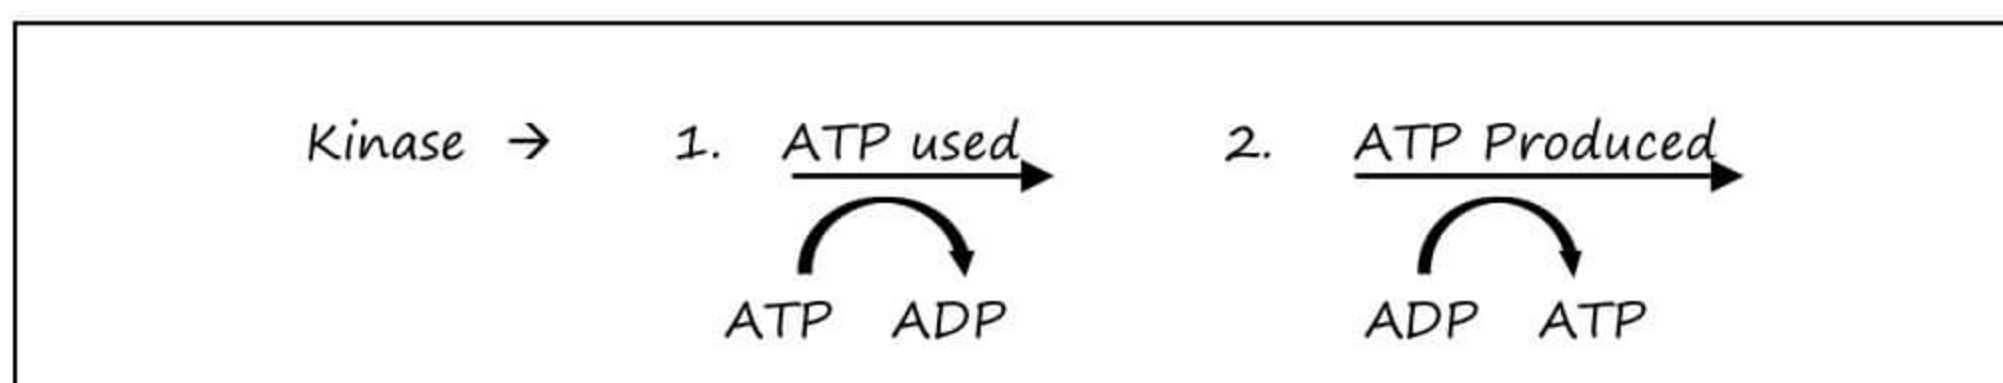 Kinase → 1. ATP used 2. ATP Produced
ATP ADP ADP ATP